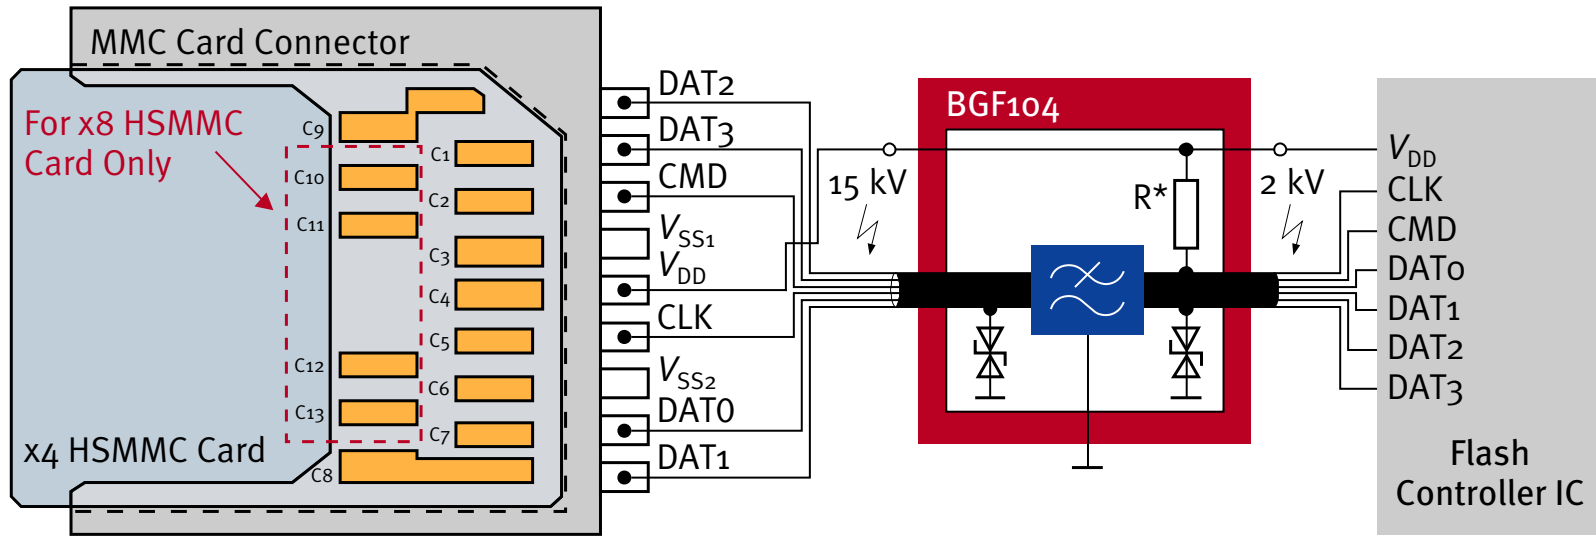 MMC Card Connector
For x8 HSMMC
Card Only
C9
C10
C11
C12
C13
C8
C1
C2
C3
C4
C5
C6
C7
x4 HSMMC Card
DAT2
DAT3
CMD
VSS1
VDD
CLK
VSS2
DAT0
DAT1
15 kV
BGF104
R*
2 kV
VDD
CLK
CMD
DAT0
DAT1
DAT2
DAT3
Flash
Controller IC